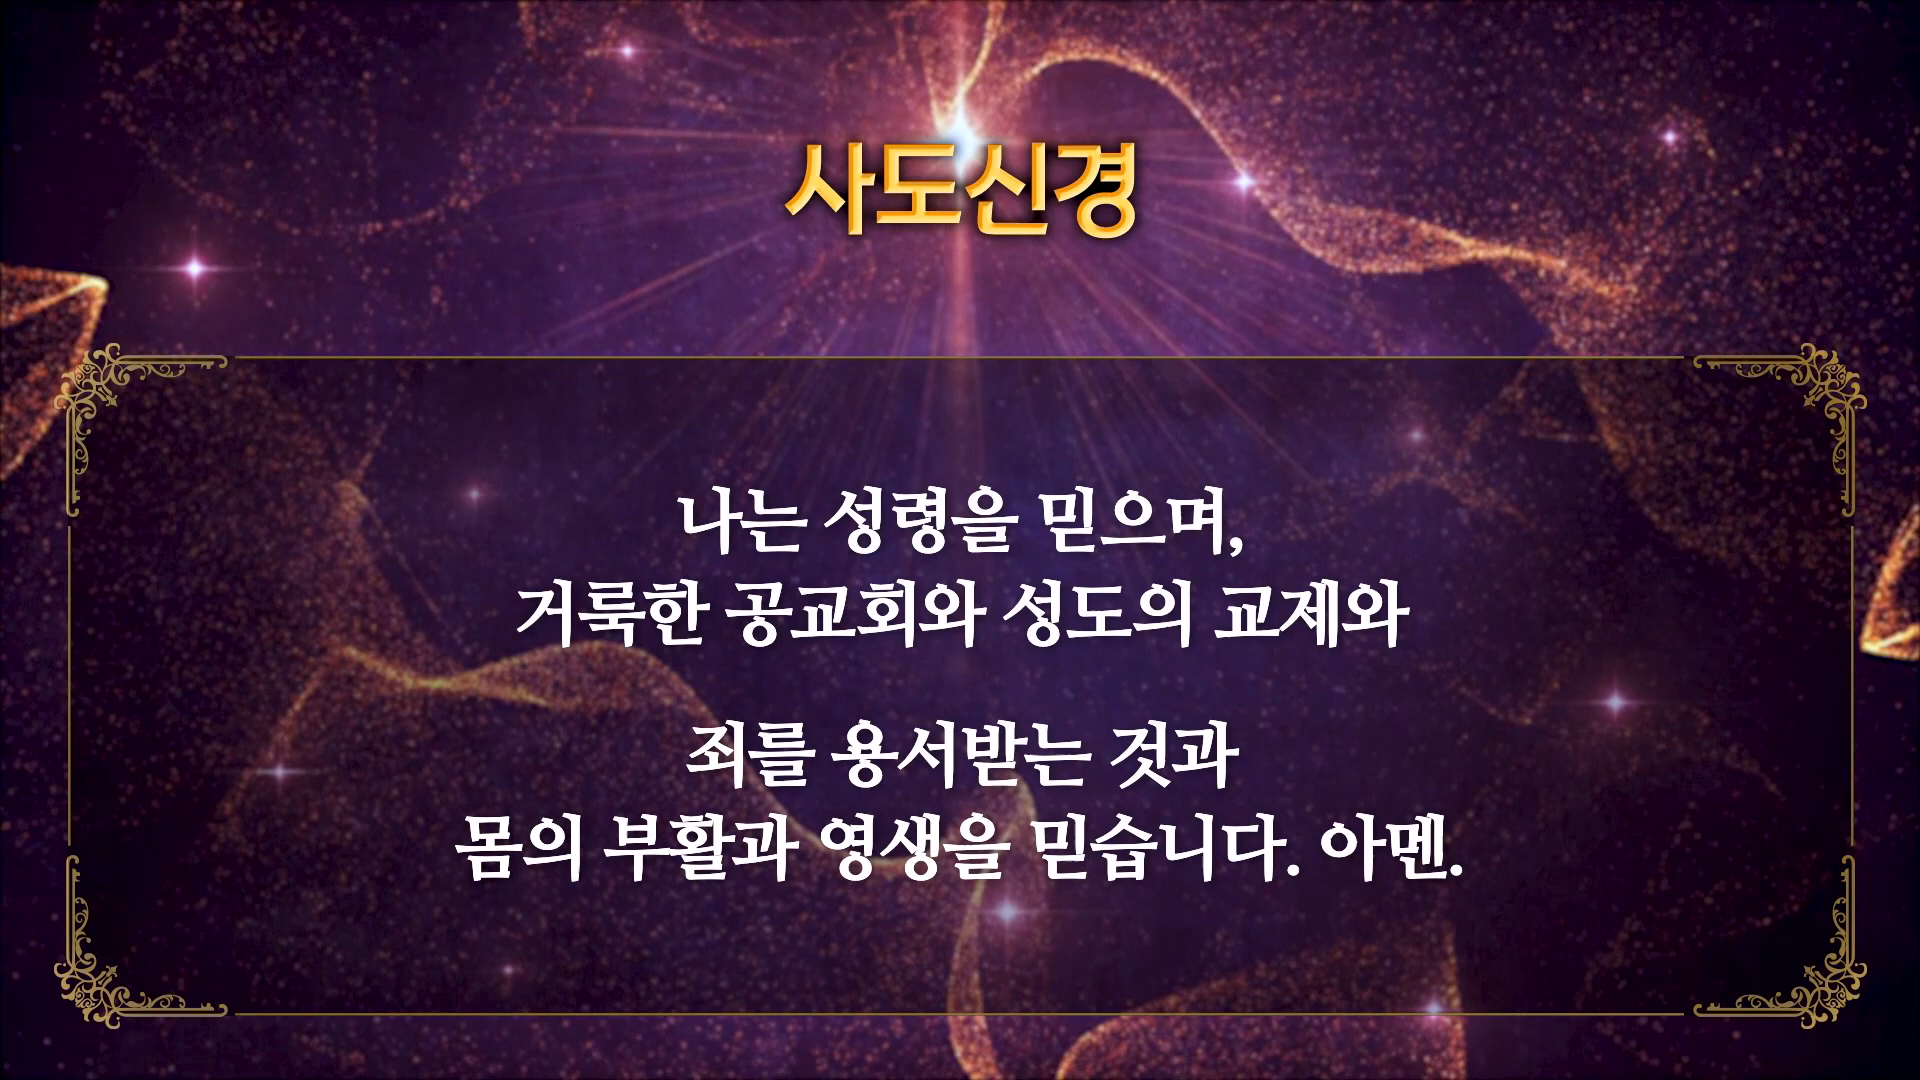 사도신경
나는 성령을 믿으며,
거룩한 공교회와 성도의 교제와
죄를 용서받는 것과
몸의 부활과 영생을 믿습니다. 아멘.